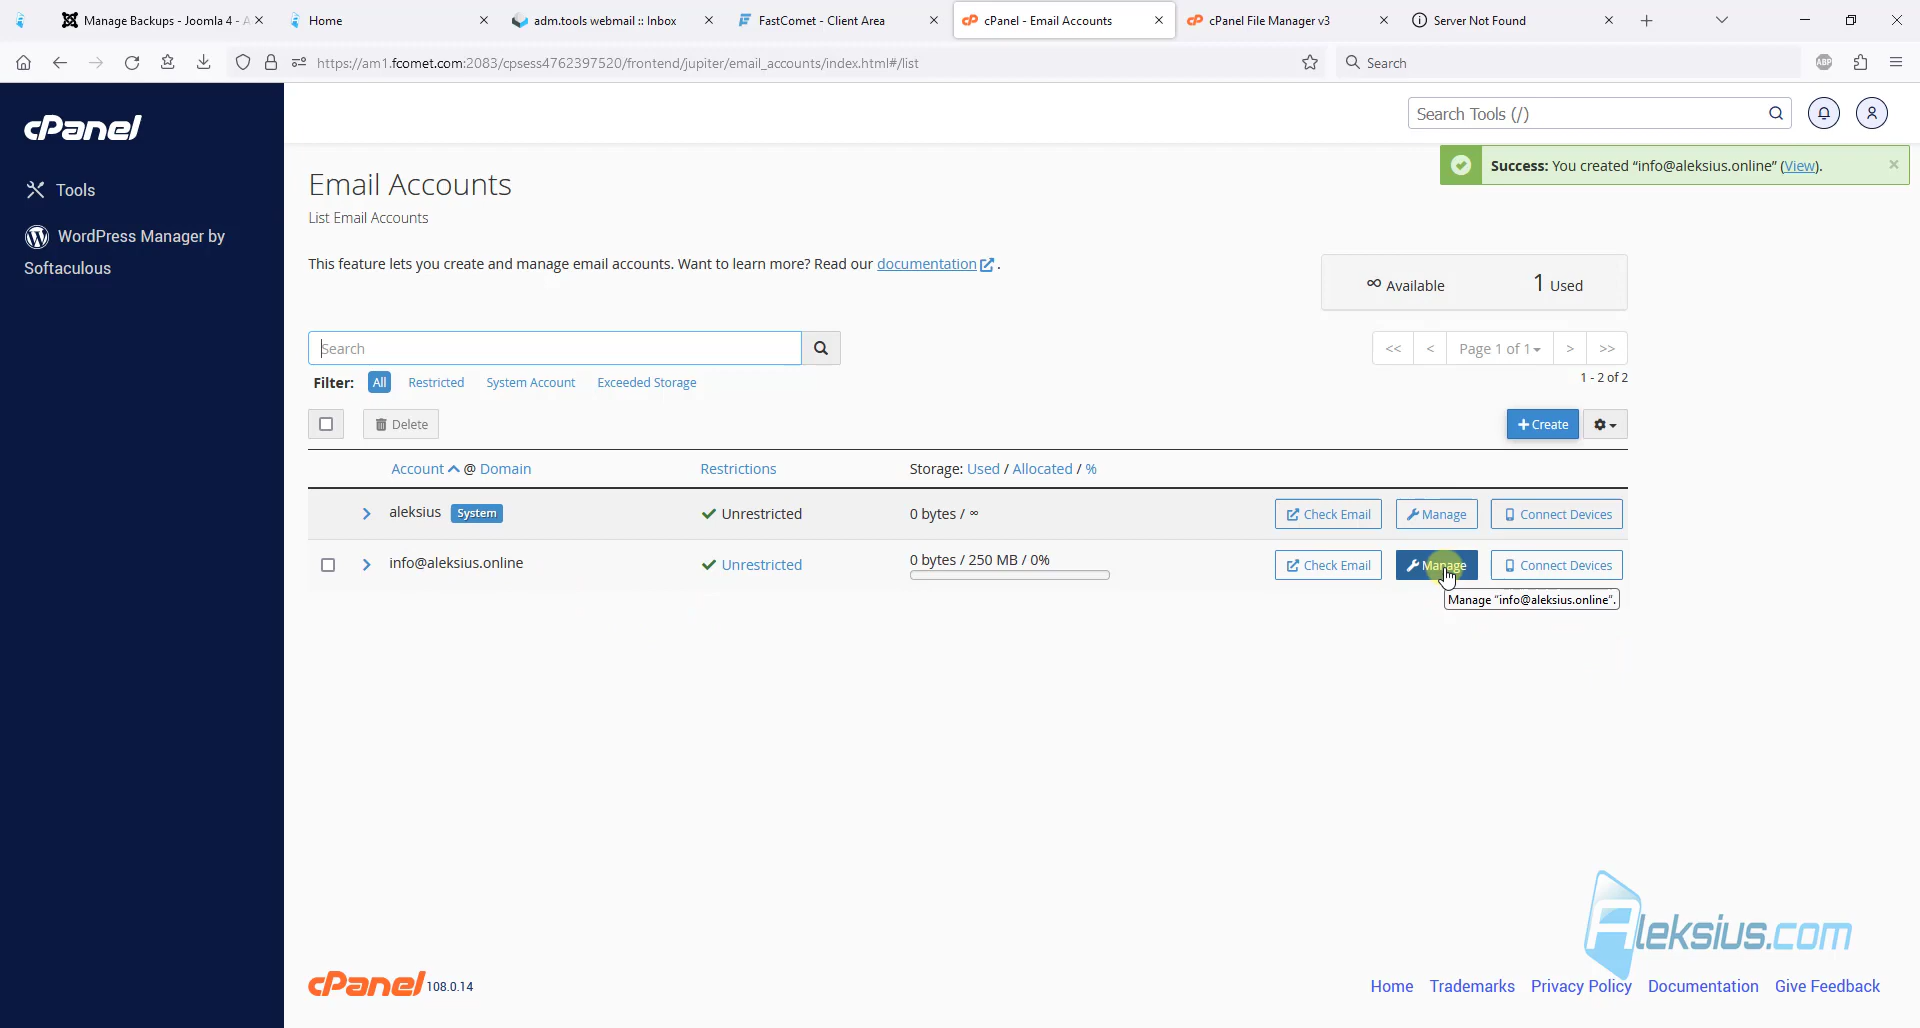 Manage Backups - Joomla 4 - A
Home
adm.tools webmail :: Inbox
FastComet - Client Area
cPanel - Email Accounts
cPanel File Manager v3
Server Not Found
https://am1.fcomet.com:2083/cpsess4762397520/frontend/jupiter/email_accounts/index.html#/list
Search
ABP
cPanel
Search Tools (/)
Tools
WordPress Manager by
Softaculous
Success: You created “info@aleksius.online” (View).
Email Accounts
List Email Accounts
This feature lets you create and manage email accounts. Want to learn more? Read our documentation .
∞ Available 1 Used
Search
<< < Page 1 of 1 > >>
Filter: All Restricted System Account Exceeded Storage
1 - 2 of 2
Delete
+ Create
Account @ Domain Restrictions Storage: Used / Allocated / %
aleksius System Unrestricted 0 bytes / ∞ Check Email Manage Connect Devices
info@aleksius.online Unrestricted 0 bytes / 250 MB / 0% Check Email Manage Connect Devices
Manage “info@aleksius.online”.
Aleksius.com
cPanel 108.0.14
Home Trademarks Privacy Policy Documentation Give Feedback